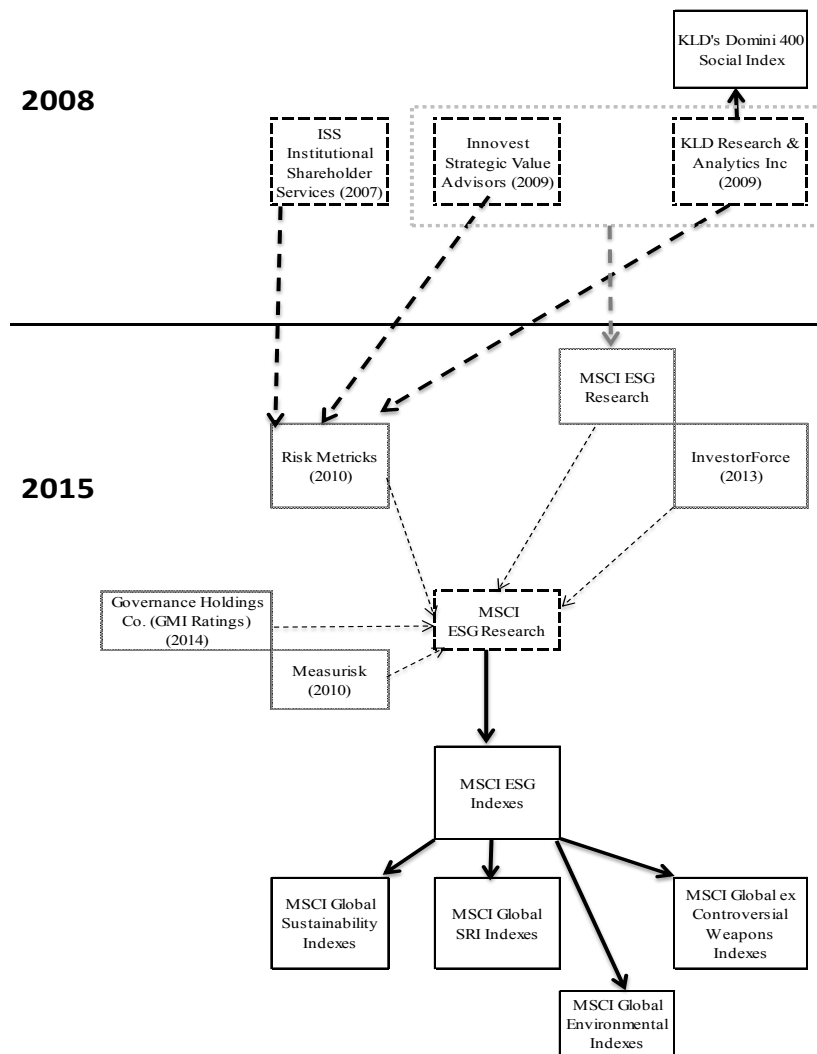 KLD's Domini 400
Social Index
2008
ISS
Institutional
Shareholder
Services (2007)
Innovest
Strategic Value
Advisors (2009)
KLD Research &
Analytics Inc
(2009)
MSCI ESG
Research
Risk Metricks
(2010)
InvestorForce
(2013)
2015
Governance Holdings
Co. (GMI Ratings)
(2014)
MSCI
ESG Research
Measurisk
(2010)
MSCI ESG
Indexes
MSCI Global
Sustainability
Indexes
MSCI Global
SRI Indexes
MSCI Global ex
Controversial
Weapons
Indexes
MSCI Global
Environmental
Indexes